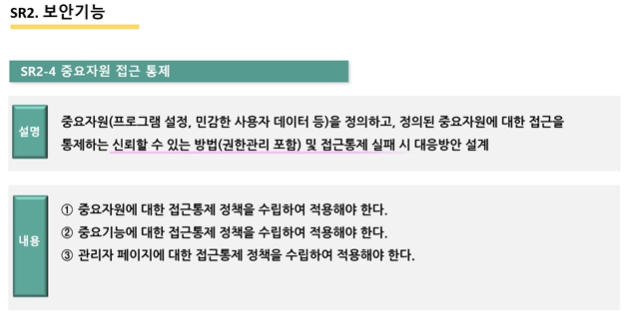 SR2. 보안기능
SR2-4 중요자원 접근 통제
설명
중요자원(프로그램 설정, 민감한 사용자 데이터 등)을 정의하고, 정의된 중요자원에 대한 접근을
통제하는 신뢰할 수 있는 방법(권한관리 포함) 및 접근통제 실패 시 대응방안 설계
내용
① 중요자원에 대한 접근통제 정책을 수립하여 적용해야 한다.
② 중요기능에 대한 접근통제 정책을 수립하여 적용해야 한다.
③ 관리자 페이지에 대한 접근통제 정책을 수립하여 적용해야 한다.